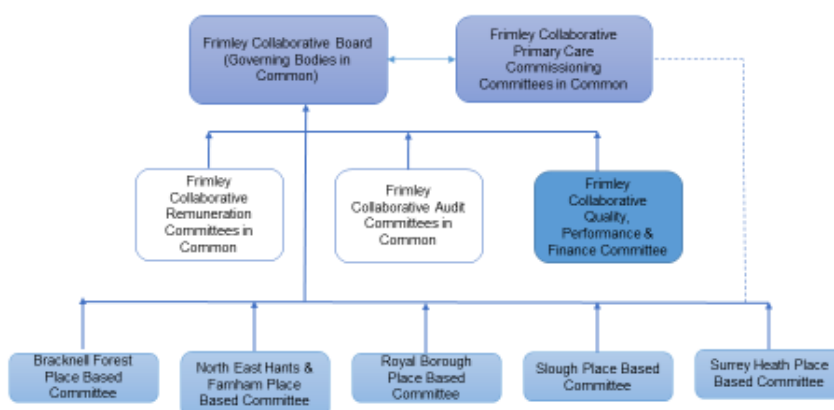 Frimley Collaborative Board
(Governing Bodies in
Common)
Frimley Collaborative
Primary Care
Commissioning
Committees in Common
Frimley
Collaborative
Remuneration
Committees in
Common
Frimley
Collaborative Audit
Committees in
Common
Frimley
Collaborative
Quality,
Performance &
Finance Committee
Bracknell Forest
Place Based
Committee
North East Hants &
Farnham Place
Based Committee
Royal Borough
Place Based
Committee
Slough Place Based
Committee
Surrey Heath Place
Based Committee